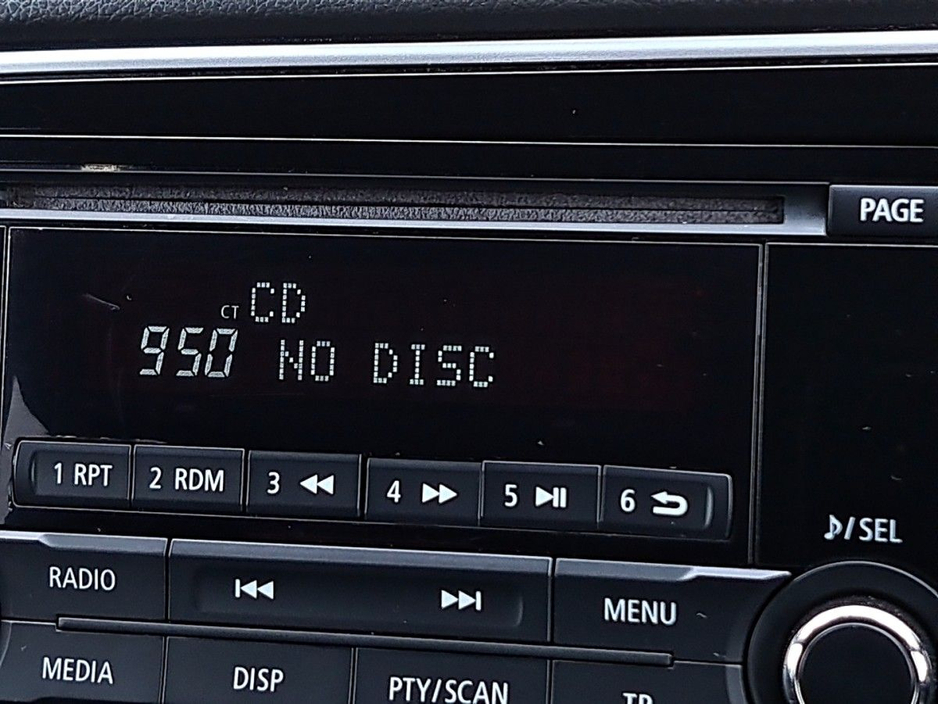 PAGE
CT CD
950 NO DISC
1 RPT 2 RDM 3 4 5 6
/SEL
RADIO
MENU
MEDIA DISP PTY/SCAN